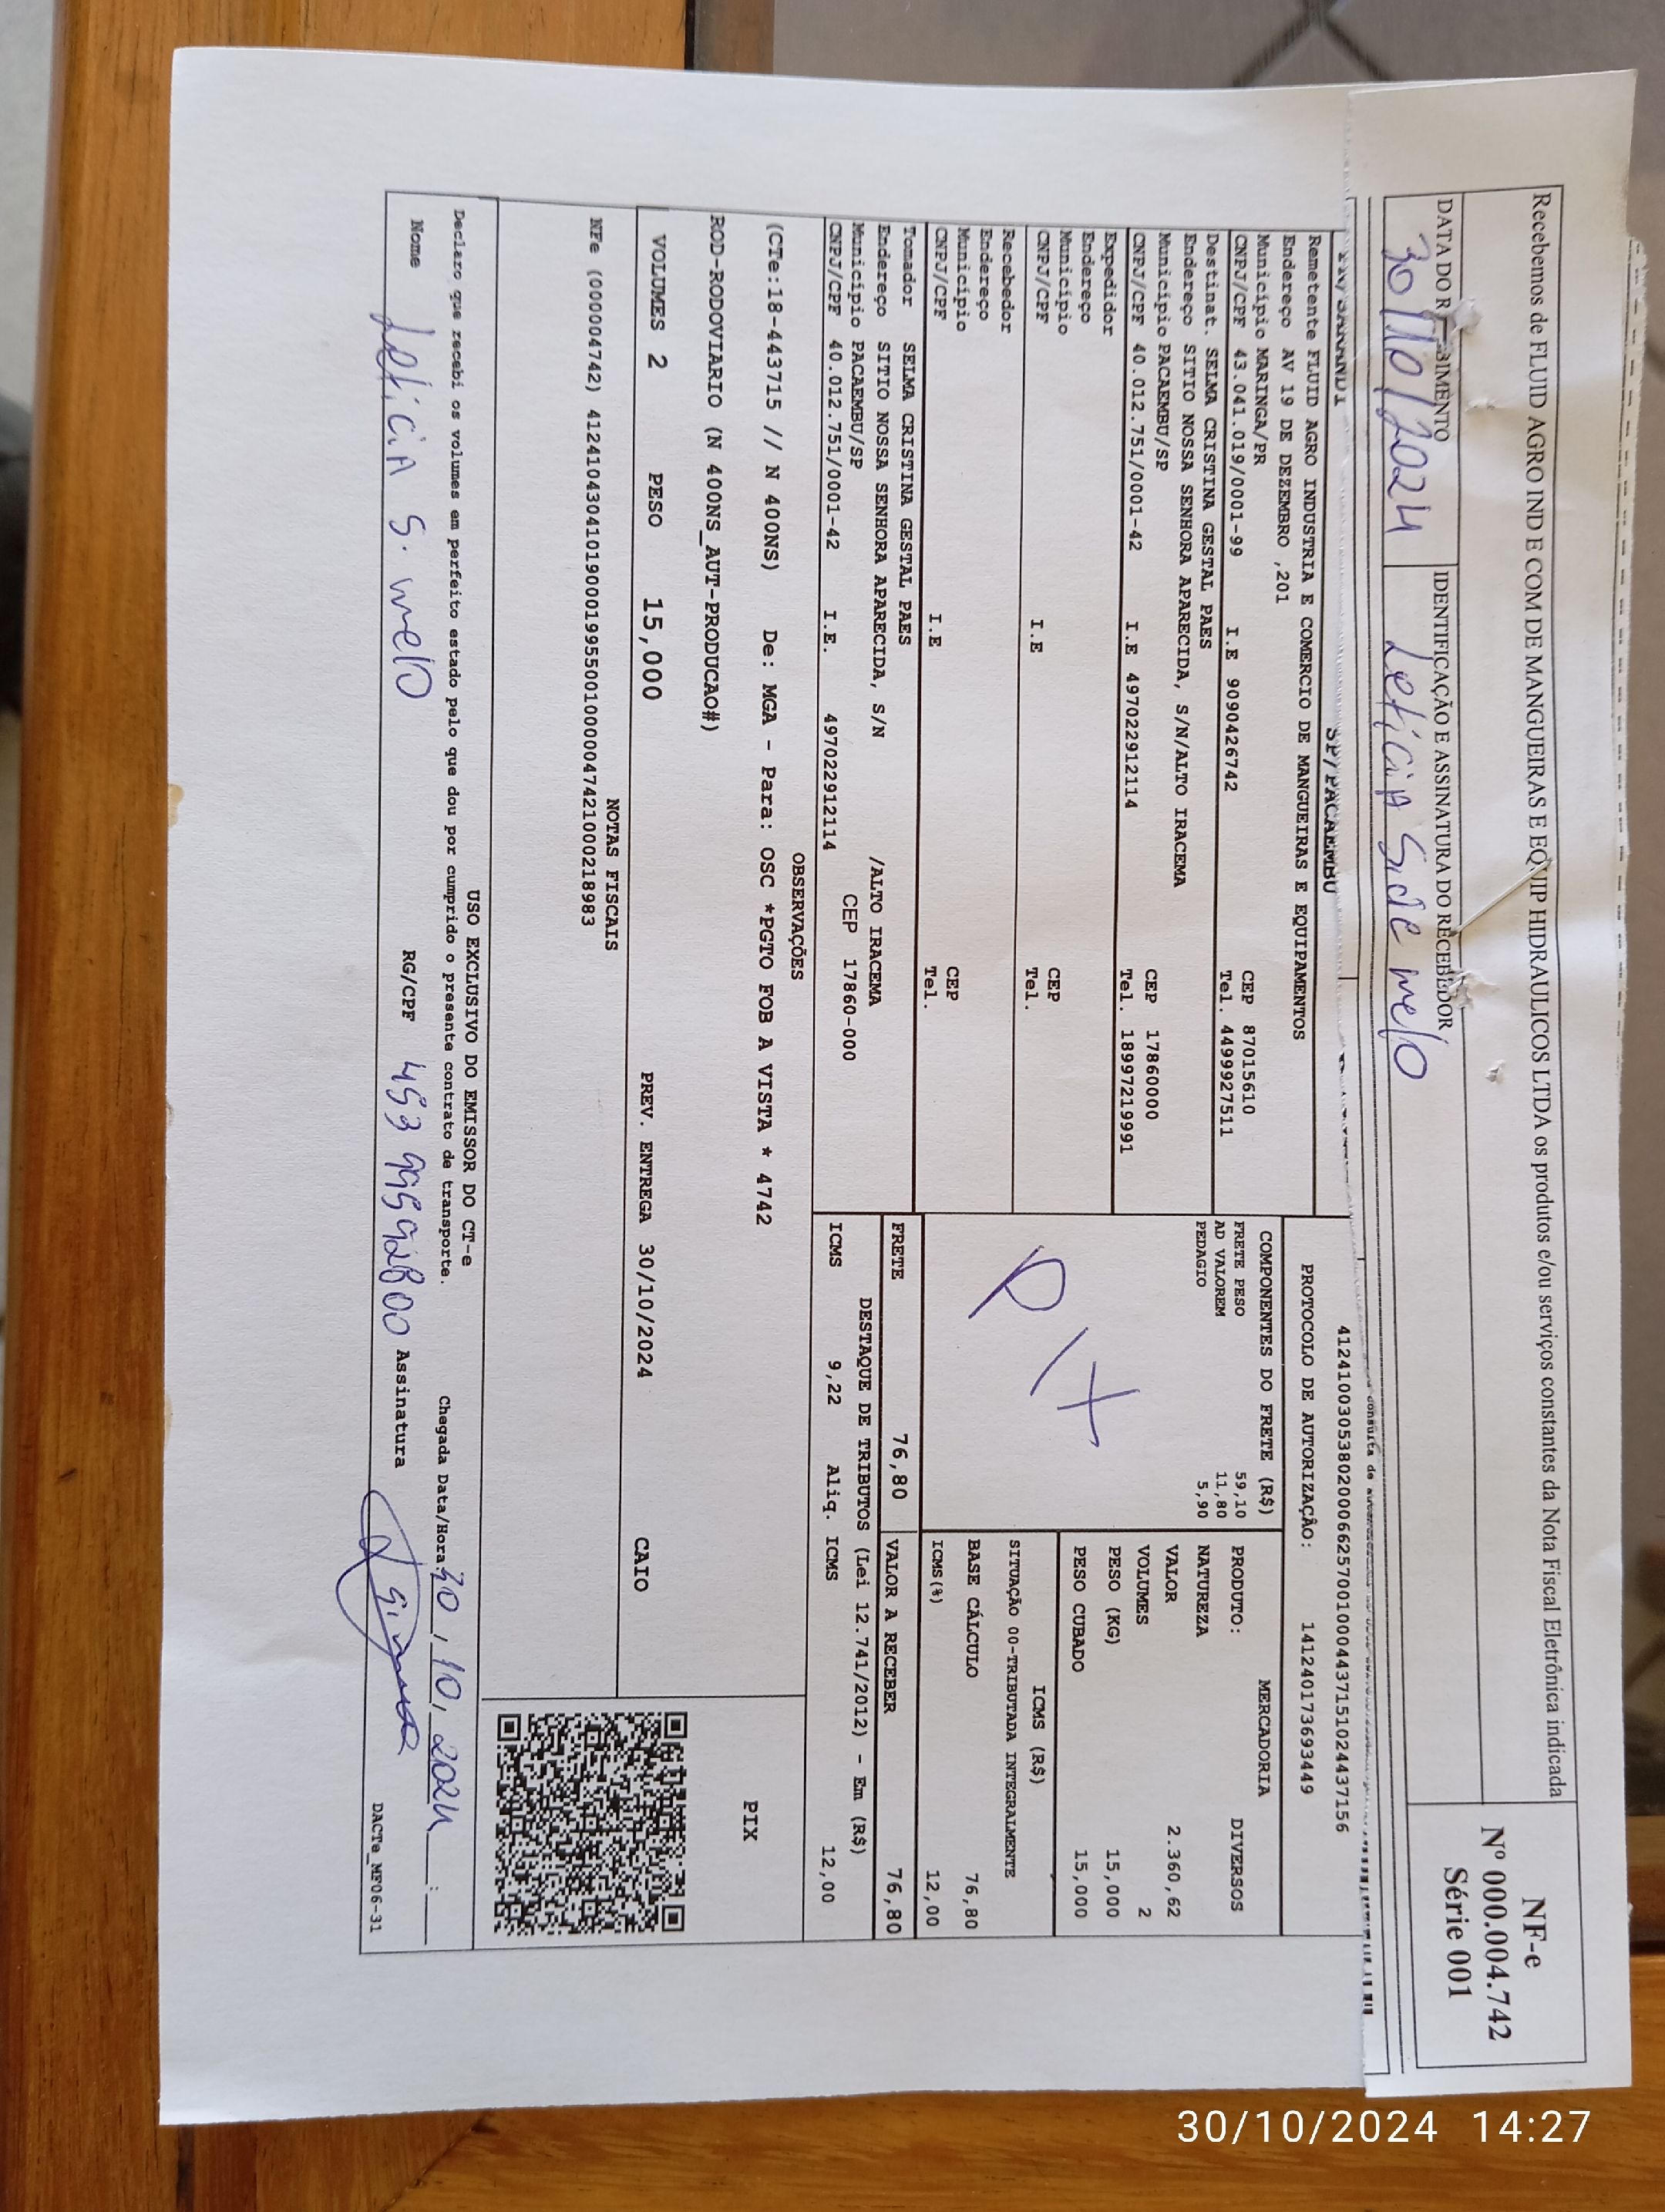 Recebemos de FLUID AGRO IND E COM DE MANGUEIRAS E EQUIP HIDRAULICOS LTDA os produtos e/ou serviços constantes da Nota Fiscal Eletrônica indicada
NF-e
Nº 000.004.742
Série 001
IDENTIFICAÇÃO E ASSINATURA DO RECEBEDOR
30/10/2024 Letícia S. de melo
41241003053802000662570010004437151024437156
SP/PACAEMBU
PROTOCOLO DE AUTORIZAÇÃO: 141240173693449
Remetente FLUID AGRO INDUSTRIA E COMERCIO DE MANGUEIRAS E EQUIPAMENTOS
Endereço AV 19 DE DEZEMBRO ,201
Município MARINGA/PR CEP 87015610
CNPJ/CPF 43.041.019/0001-99 I.E 9090426742 Tel. 4499927511
Destinat. SELMA CRISTINA GESTAL PAES
Endereço SITIO NOSSA SENHORA APARECIDA, S/N/ALTO IRACEMA
Município PACAEMBU/SP CEP 17860000
CNPJ/CPF 40.012.751/0001-42 I.E 497022912114 Tel. 18997219991
Expedidor
Endereço
Município CEP
CNPJ/CPF I.E Tel.
Recebedor
Endereço
Município CEP
CNPJ/CPF I.E Tel.
Tomador SELMA CRISTINA GESTAL PAES
Endereço SITIO NOSSA SENHORA APARECIDA, S/N /ALTO IRACEMA
Município PACAEMBU/SP CEP 17860-000
CNPJ/CPF 40.012.751/0001-42 I.E. 497022912114
COMPONENTES DO FRETE (R$)
FRETE PESO 59,10
AD VALOREM 11,80
PEDAGIO 5,90
PIX
MERCADORIA
PRODUTO: DIVERSOS
NATUREZA
VALOR 2.360,62
VOLUMES 2
PESO (KG) 15,000
PESO CUBADO 15,000
ICMS (R$)
SITUAÇÃO 00-TRIBUTADA INTEGRALMENTE
BASE CÁLCULO 76,80
ICMS(%) 12,00
FRETE 76,80 VALOR A RECEBER 76,80
DESTAQUE DE TRIBUTOS (Lei 12.741/2012) - Em (R$)
ICMS 9,22 Aliq. ICMS 12,00
OBSERVAÇÕES
(CTe:18-443715 // N 400NS) De: MGA - Para: OSC *PGTO FOB A VISTA * 4742
ROD-RODOVIARIO (N 400NS_AUT-PRODUCAO#)
PIX
VOLUMES 2 PESO 15,000 PREV. ENTREGA 30/10/2024 CAIO
NOTAS FISCAIS
NFe (000004742) 41241043041019000199550010000047421000218983
USO EXCLUSIVO DO EMISSOR DO CT-e
Declaro que recebi os volumes em perfeito estado pelo que dou por cumprido o presente contrato de transporte. Chegada Data/Hora 30, 10, 2024 :
Nome Letícia S. melo RG/CPF Assinatura
DACTe_MF06-31
30/10/2024 14:27